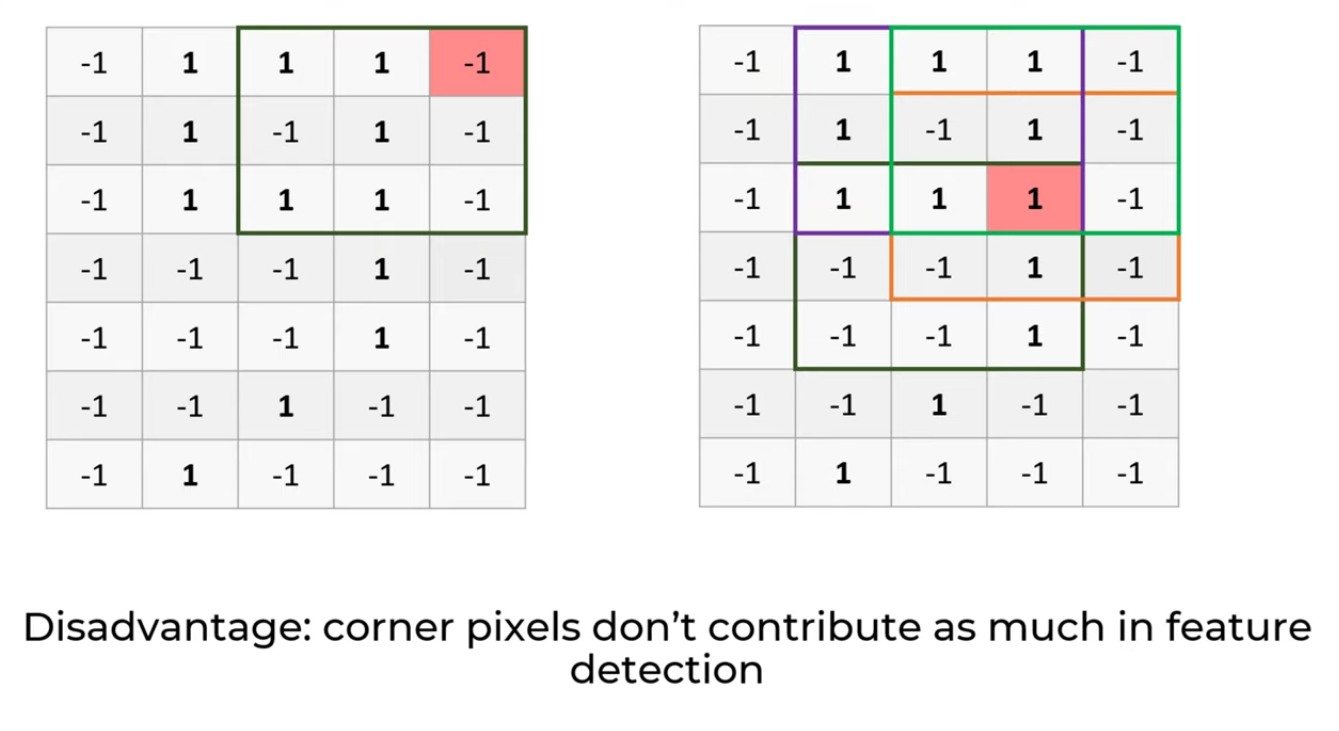 -1 1 1 1 -1 -1 1 1 1 -1
-1 1 -1 1 -1 -1 1 -1 1 -1
-1 1 1 1 -1 -1 1 1 1 -1
-1 -1 -1 1 -1 -1 -1 -1 1 -1
-1 -1 -1 1 -1 -1 -1 -1 1 -1
-1 -1 1 -1 -1 -1 -1 1 -1 -1
-1 1 -1 -1 -1 -1 1 -1 -1 -1
Disadvantage: corner pixels don’t contribute as much in feature
detection